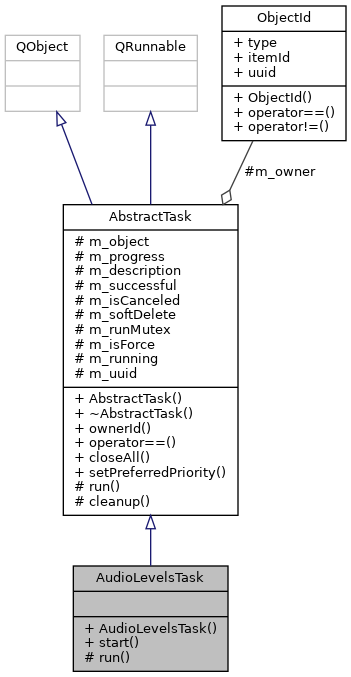 ObjectId
+ type
+ itemId
+ uuid
+ ObjectId()
+ operator==()
+ operator!=()
QObject
QRunnable
#m_owner
AbstractTask
# m_object
# m_progress
# m_description
# m_successful
# m_isCanceled
# m_softDelete
# m_runMutex
# m_isForce
# m_running
# m_uuid
+ AbstractTask()
+ ~AbstractTask()
+ ownerId()
+ operator==()
+ closeAll()
+ setPreferredPriority()
# run()
# cleanup()
AudioLevelsTask
+ AudioLevelsTask()
+ start()
# run()